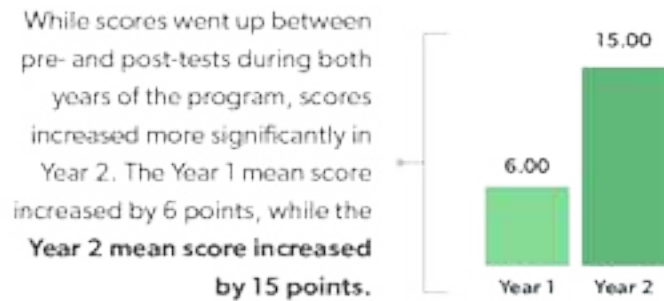 While scores went up between
pre- and post-tests during both
years of the program, scores
increased more significantly in
Year 2. The Year 1 mean score
increased by 6 points, while the
Year 2 mean score increased
by 15 points.
15.00
6.00
Year 1 Year 2